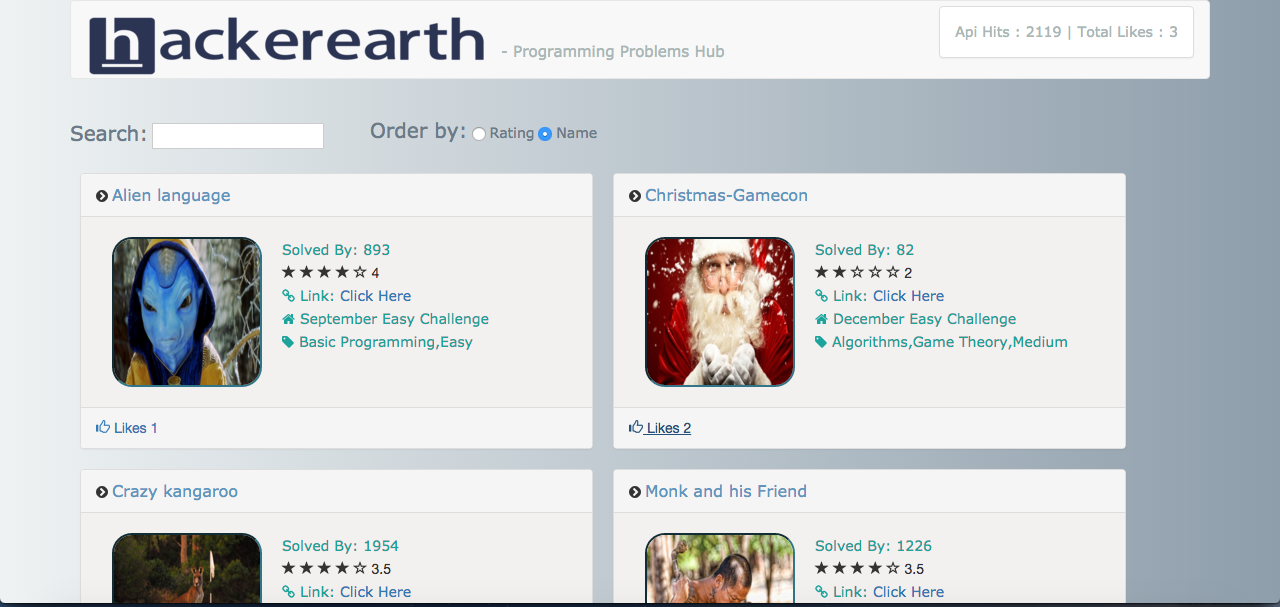 hackerearth - Programming Problems Hub
Api Hits : 2119 | Total Likes : 3
Search:
Order by: Rating Name
Alien language
Solved By: 893
4
Link: Click Here
September Easy Challenge
Basic Programming,Easy
Likes 1
Christmas-Gamecon
Solved By: 82
2
Link: Click Here
December Easy Challenge
Algorithms,Game Theory,Medium
Likes 2
Crazy kangaroo
Solved By: 1954
3.5
Link: Click Here
Monk and his Friend
Solved By: 1226
3.5
Link: Click Here